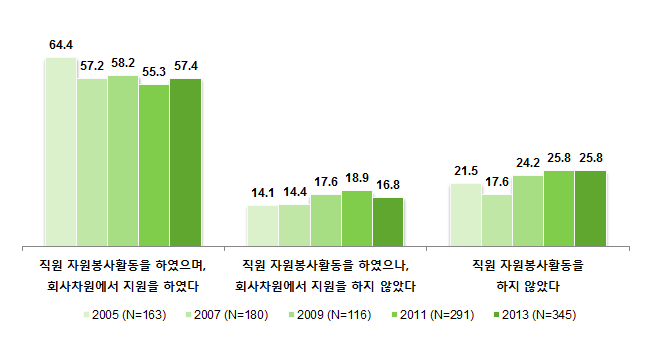 64.4
57.2
58.2
55.3
57.4
14.1
14.4
17.6
18.9
16.8
21.5
17.6
24.2
25.8
25.8
직원 자원봉사활동을 하였으며,
회사차원에서 지원을 하였다
직원 자원봉사활동을 하였으나,
회사차원에서 지원을 하지 않았다
직원 자원봉사활동을
하지 않았다
2005 (N=163) 2007 (N=180) 2009 (N=116) 2011 (N=291) 2013 (N=345)